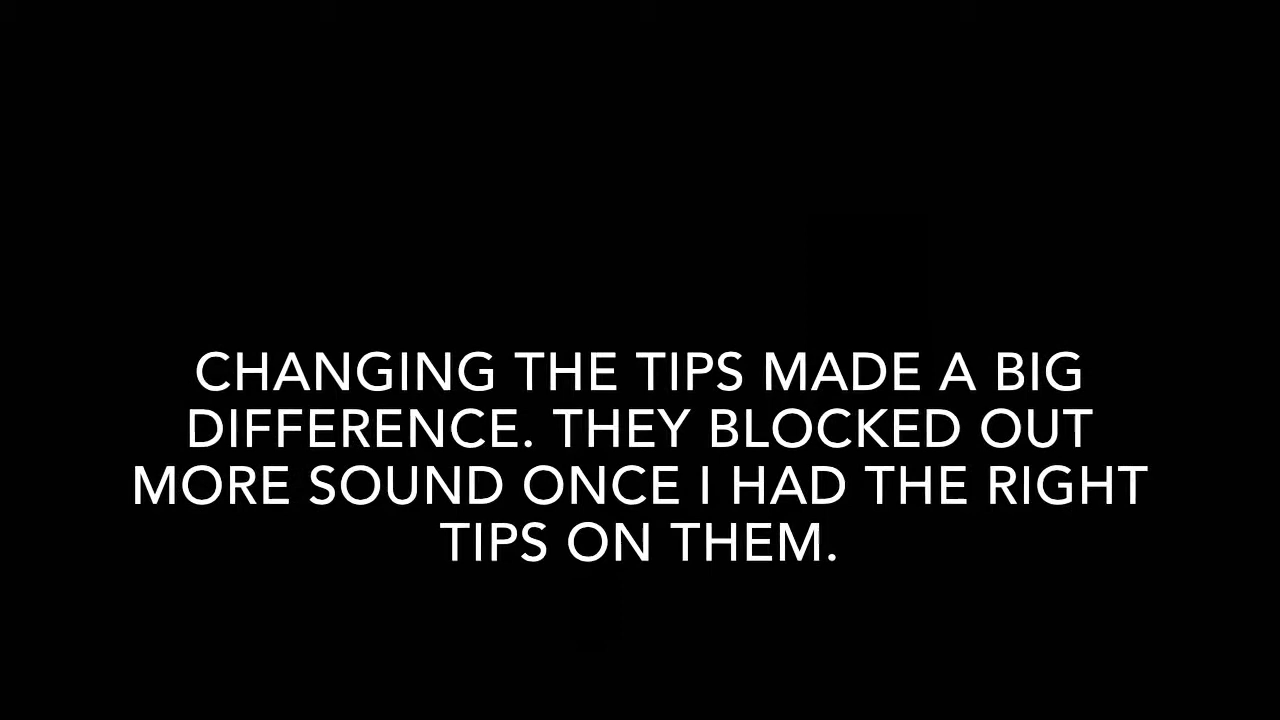 CHANGING THE TIPS MADE A BIG
DIFFERENCE. THEY BLOCKED OUT
MORE SOUND ONCE I HAD THE RIGHT
TIPS ON THEM.